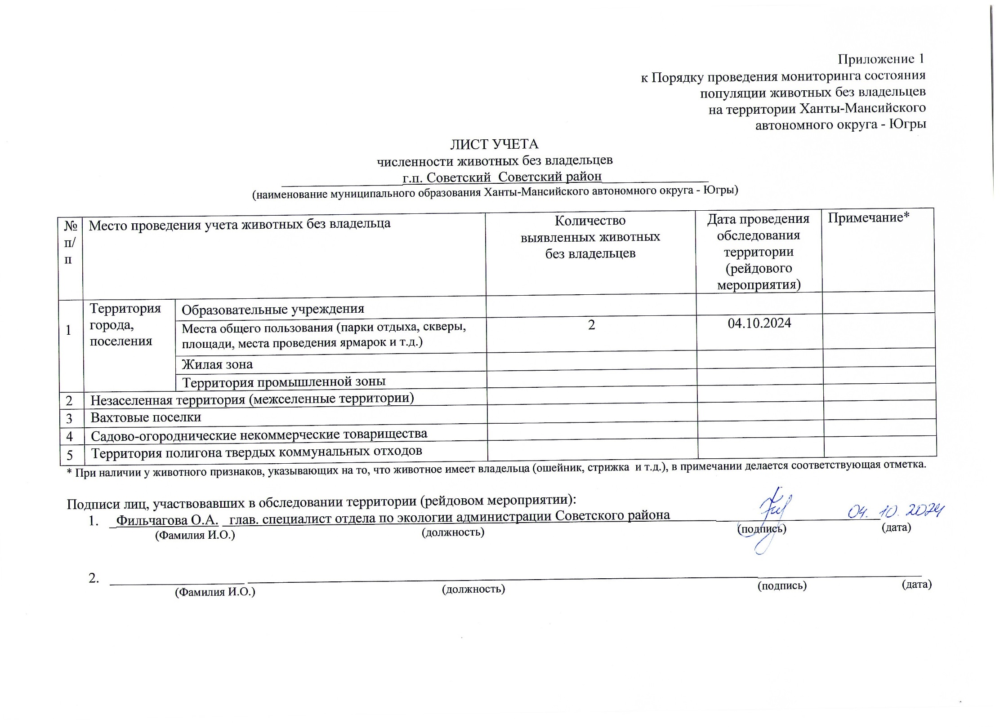 Приложение 1
к Порядку проведения мониторинга состояния
популяции животных без владельцев
на территории Ханты-Мансийского
автономного округа - Югры
ЛИСТ УЧЕТА
численности животных без владельцев
г.п. Советский Советский район
(наименование муниципального образования Ханты-Мансийского автономного округа - Югры)
№ п/п Место проведения учета животных без владельца Количество выявленных животных без владельцев Дата проведения обследования территории (рейдового мероприятия) Примечание*
1 Территория города, поселения Образовательные учреждения
Места общего пользования (парки отдыха, скверы, площади, места проведения ярмарок и т.д.) 2 04.10.2024
Жилая зона
Территория промышленной зоны
2 Незаселенная территория (межселенные территории)
3 Вахтовые поселки
4 Садово-огороднические некоммерческие товарищества
5 Территория полигона твердых коммунальных отходов
* При наличии у животного признаков, указывающих на то, что животное имеет владельца (ошейник, стрижка и т.д.), в примечании делается соответствующая отметка.
Подписи лиц, участвовавших в обследовании территории (рейдовом мероприятии):
1. Фильчагова О.А. глав. специалист отдела по экологии администрации Советского района 04.10.2024
(Фамилия И.О.) (должность) (подпись) (дата)
2.
(Фамилия И.О.) (должность) (подпись) (дата)